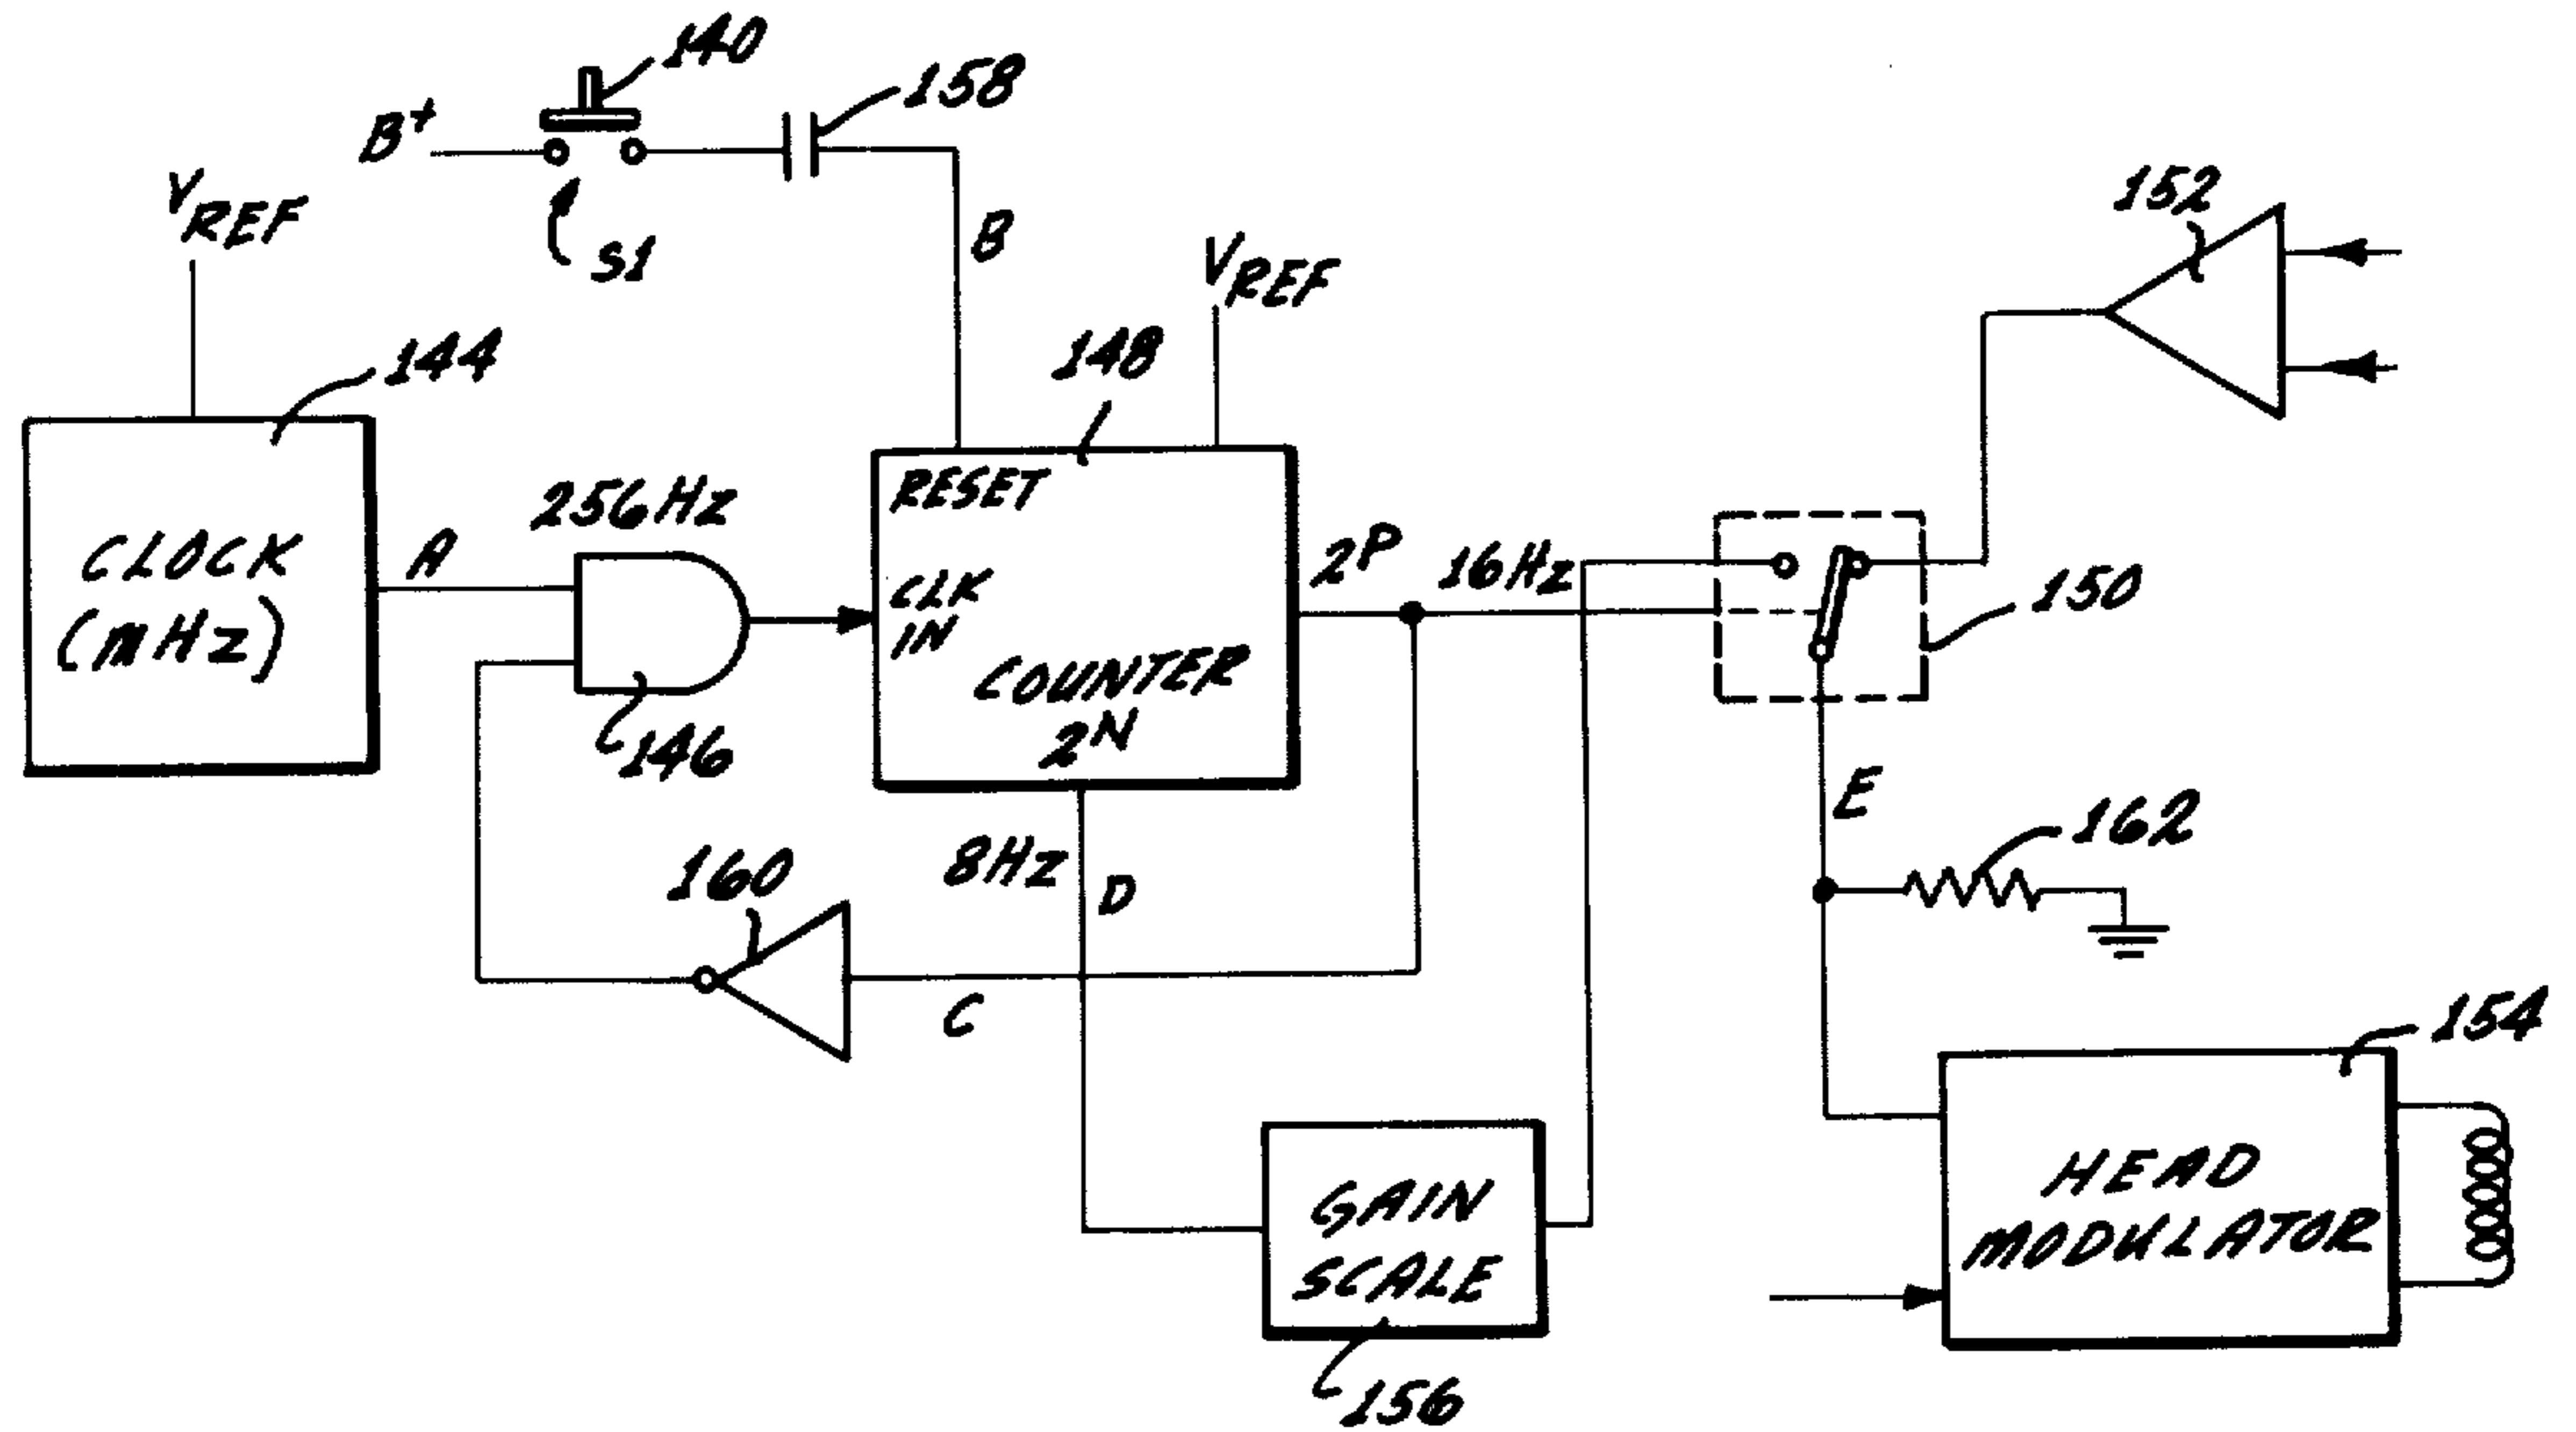 140
158
B+
S1
VREF
B
152
VREF
144
148
CLOCK
(mHz)
A
256Hz
RESET
CLK
IN
COUNTER
2N
2P
16Hz
150
146
E
162
8Hz
D
160
C
154
GAIN
SCALE
HEAD
MODULATOR
156